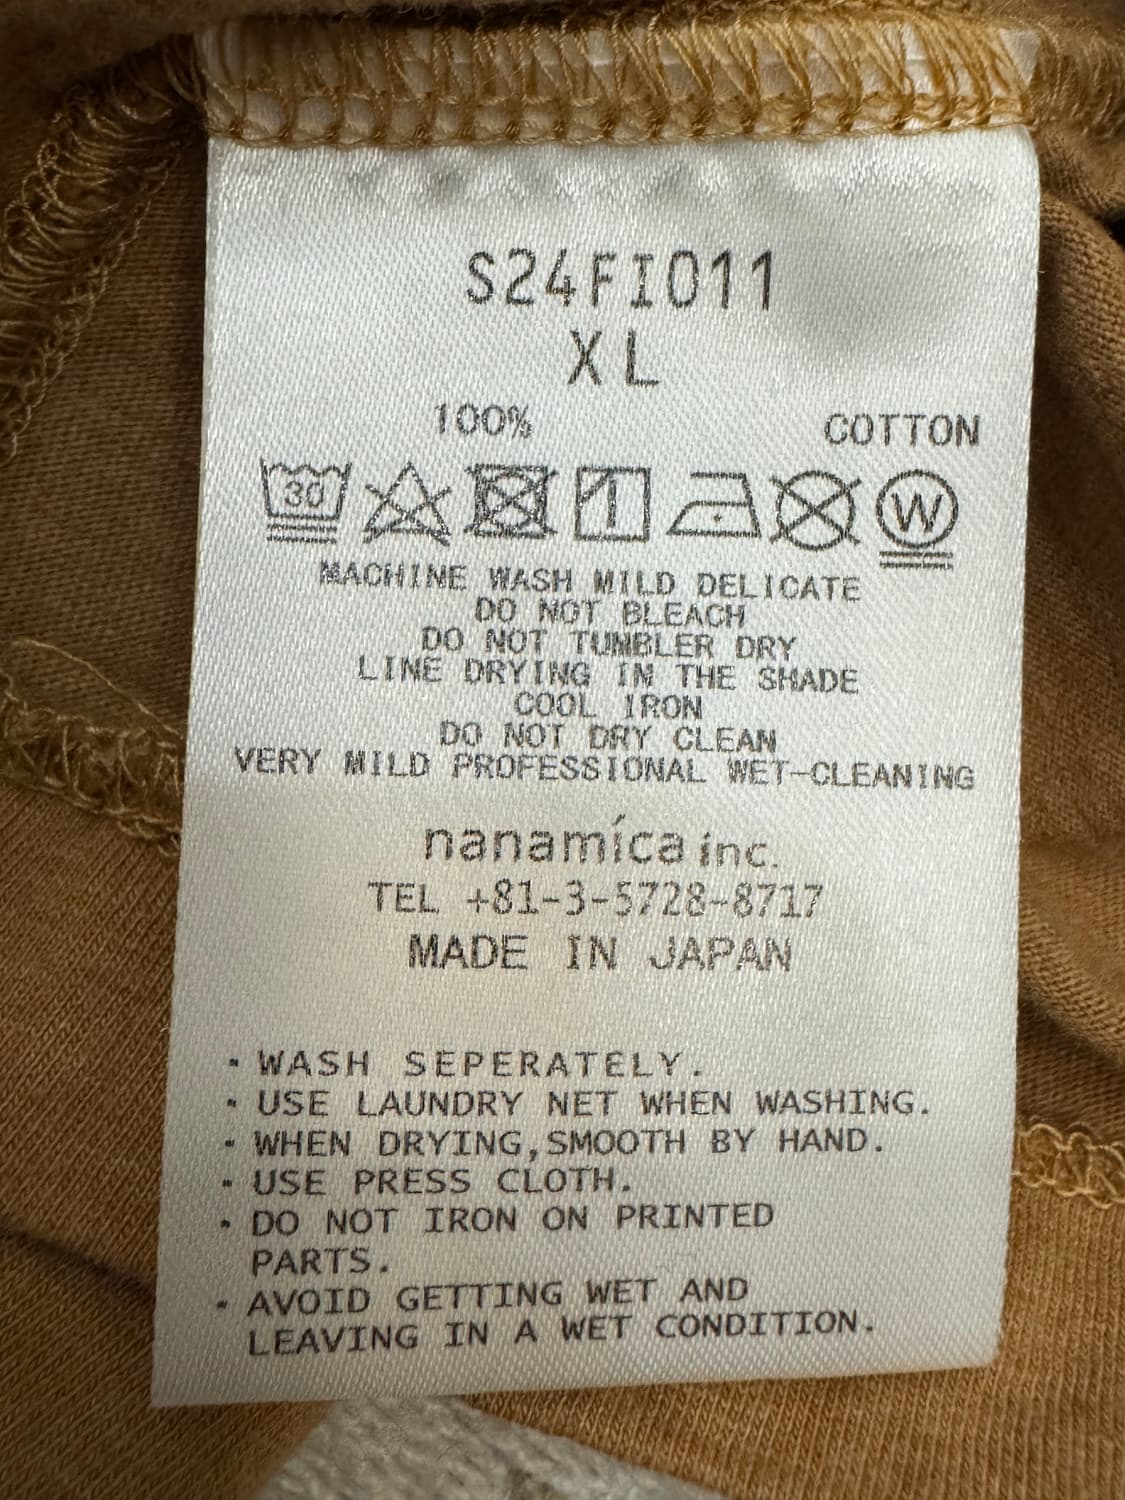 S24FI011
XL
100% COTTON
30 W
MACHINE WASH MILD DELICATE
DO NOT BLEACH
DO NOT TUMBLER DRY
LINE DRYING IN THE SHADE
COOL IRON
DO NOT DRY CLEAN
VERY MILD PROFESSIONAL WET-CLEANING
nanamíca inc.
TEL +81-3-5728-8717
MADE IN JAPAN
・WASH SEPERATELY.
・USE LAUNDRY NET WHEN WASHING.
・WHEN DRYING,SMOOTH BY HAND.
・USE PRESS CLOTH.
・DO NOT IRON ON PRINTED
PARTS.
・AVOID GETTING WET AND
LEAVING IN A WET CONDITION.